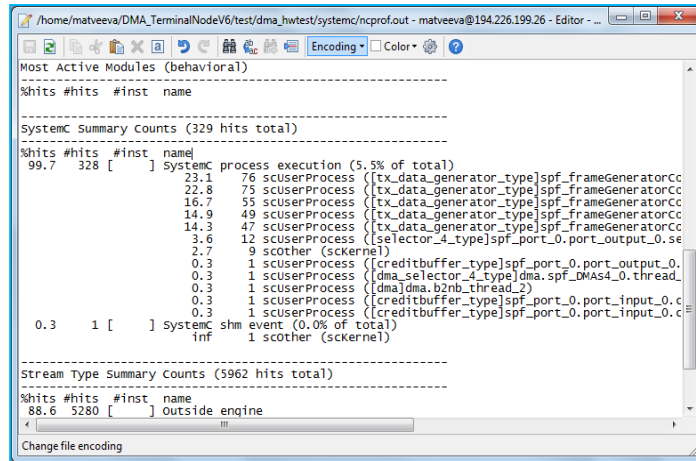 /home/matveeva/DMA_TerminalNodeV6/test/dma_hwtest/systemc/ncprof.out - matveeva@194.226.199.26 - Editor - ...
Encoding Color
Most Active Modules (behavioral)
------------------------------------------------------------
%hits #hits #inst name
------------------------------------------------------------
SystemC Summary Counts (329 hits total)
------------------------------------------------------------
%hits #hits #inst name
99.7 328 [ ] SystemC process execution (5.5% of total)
23.1 76 scUserProcess ([tx_data_generator_type]spf_frameGeneratorCo
22.8 75 scUserProcess ([tx_data_generator_type]spf_frameGeneratorCo
16.7 55 scUserProcess ([tx_data_generator_type]spf_frameGeneratorCo
14.9 49 scUserProcess ([tx_data_generator_type]spf_frameGeneratorCo
14.3 47 scUserProcess ([tx_data_generator_type]spf_frameGeneratorCo
3.6 12 scUserProcess ([selector_4_type]spf_port_0.port_output_0.se
2.7 9 scOther (scKernel)
0.3 1 scUserProcess ([creditbuffer_type]spf_port_0.port_output_0.
0.3 1 scUserProcess ([dma_selector_4_type]dma.spf_DMAs4_0.thread_
0.3 1 scUserProcess ([dma]dma.b2nb_thread_2)
0.3 1 scUserProcess ([creditbuffer_type]spf_port_0.port_input_0.c
0.3 1 scUserProcess ([creditbuffer_type]spf_port_0.port_input_0.c
0.3 1 [ ] SystemC shm event (0.0% of total)
inf 1 scOther (scKernel)
------------------------------------------------------------
Stream Type Summary Counts (5962 hits total)
------------------------------------------------------------
%hits #hits #inst name
88.6 5280 [ ] Outside engine
Change file encoding